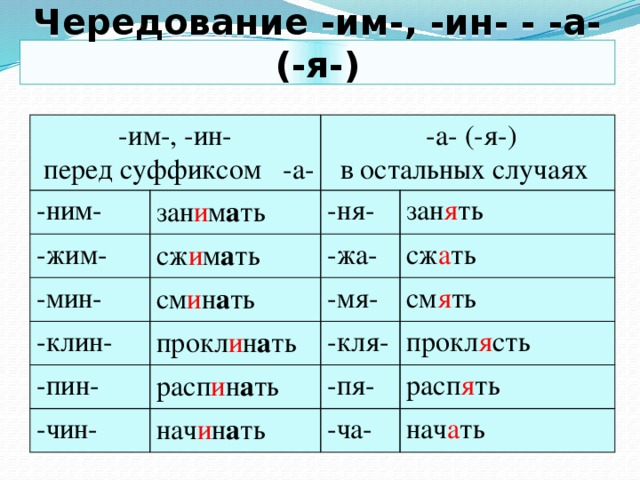 Чередование -им-, -ин- - -а-
(-я-)
-им-, -ин-
перед суффиксом -а-
-а- (-я-)
в остальных случаях
-ним- занимать -ня- занять
-жим- сжимать -жа- сжать
-мин- сминать -мя- смять
-клин- проклинать -кля- проклясть
-пин- распинать -пя- распять
-чин- начинать -ча- начать